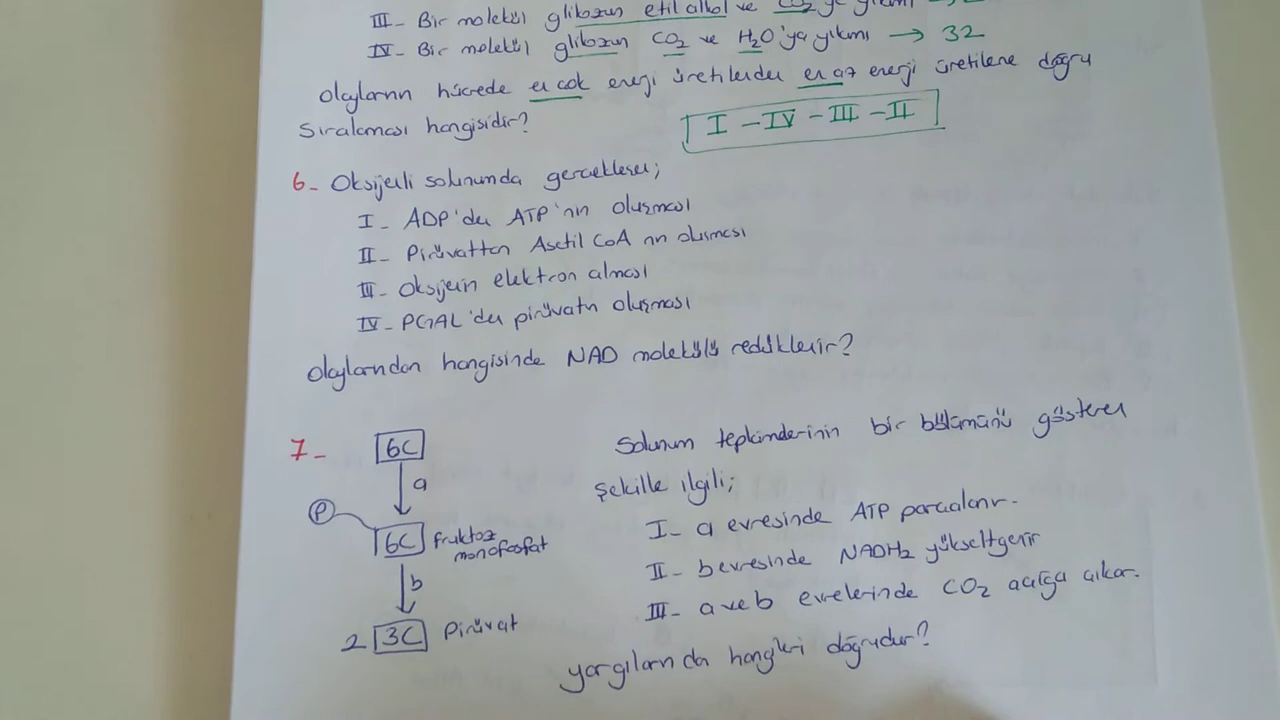 III- Bir molekül glikozun etil alkol ve CO2
IV- Bir molekül glikozun CO2 ve H2O'ya yıkımı → 32
olayların hücrede en çok enerji üretilenden en az enerji üretilene doğru
sıralaması hangisidir?
I - IV - III - II
6- Oksijenli solunumda gerçekleşen;
I- ADP'den ATP'nin oluşması
II- Pirüvattan Asetil CoA nın oluşması
III- Oksijenin elektron alması
IV- PGAL'den pirüvatın oluşması
olaylarından hangisinde NAD molekülü redüklenir?
7- 6C
a
P
6C fruktoz monofosfat
b
2 3C Pirüvat
Solunum tepkimelerinin bir bölümünü gösteren
şekille ilgili;
I- a evresinde ATP parçalanır.
II- b evresinde NADH2 yükseltgenir
III- a ve b evrelerinde CO2 açığa çıkar.
yargılarında hangileri doğrudur?